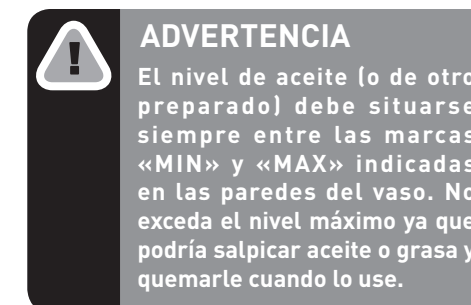 ADVERTENCIA
El nivel de aceite (o de otro
preparado) debe situarse
siempre entre las marcas
«MIN» y «MAX» indicadas
en las paredes del vaso. No
exceda el nivel máximo ya que
podría salpicar aceite o grasa y
quemarle cuando lo use.